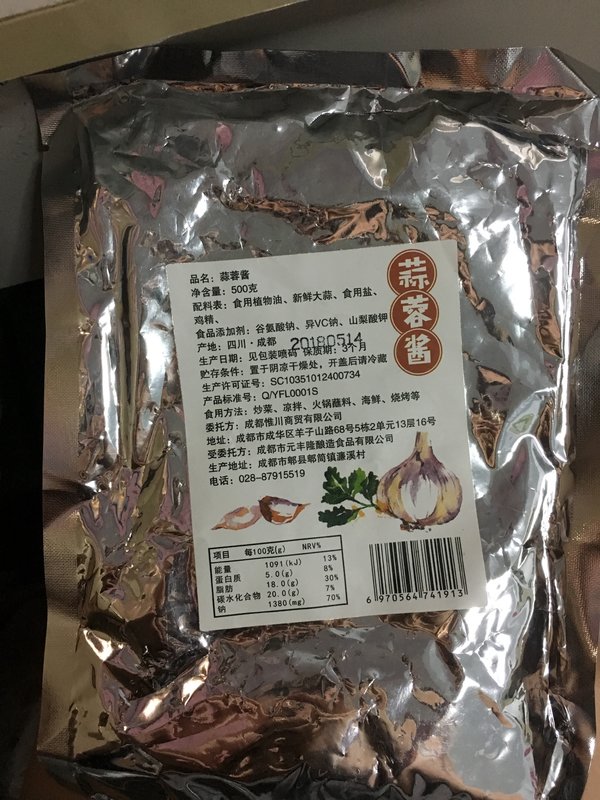 蒜蓉酱
品名：蒜蓉酱
净含量：500克
配料表：食用植物油、新鲜大蒜、食用盐、
鸡精、
食品添加剂：谷氨酸钠、异VC钠、山梨酸钾
产地：四川·成都
20180514
生产日期：见包装喷码 保质期：3个月
贮存条件：置于阴凉干燥处，开盖后请冷藏
生产许可证号：SC10351012400734
产品标准号：Q/YFL0001S
食用方法：炒菜、凉拌、火锅蘸料、海鲜、烧烤等
委托方：成都惟川商贸有限公司
地址：成都市成华区羊子山路68号5栋2单元13层16号
受委托方：成都市元丰隆酿造食品有限公司
生产地址：成都市郫县郫筒镇濂溪村
电话：028-87915519
项目 每100克(g) NRV%
能量 1091(kJ) 13%
蛋白质 5.0(g) 8%
脂肪 18.0(g) 30%
碳水化合物 20.0(g) 7%
钠 1380(mg) 70%
6 970564 741913